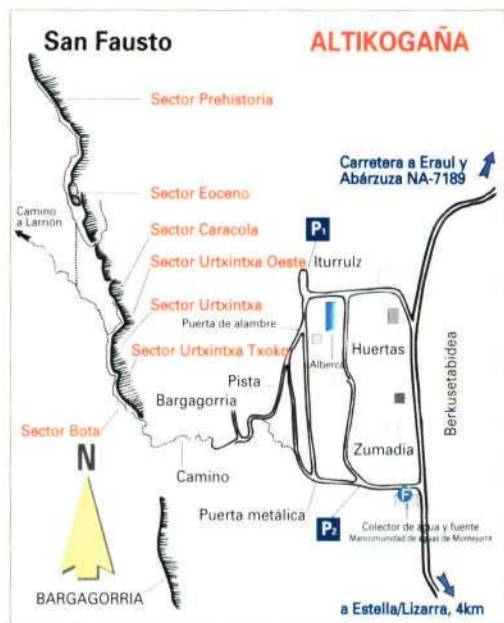 San Fausto
ALTIKOGAÑA
Sector Prehistoria
Carretera a Eraul y
Abárzuza NA-7189
Sector Eoceno
Camino
a Larrión
Sector Caracola
P1
Sector Urtxintxa Oeste
Iturrulz
Sector Urtxintxa
Puerta de alambre
Alberca
Huertas
Sector Urtxintxa Txoko
Berkusetabidea
Pista
Bargagorria
Sector Bota
Zumadia
N
Camino
Puerta metálica
P2
F
Colector de agua y fuente
Mancomunidad de aguas de Monteyurre
BARGAGORRIA
a Estella/Lizarra, 4km